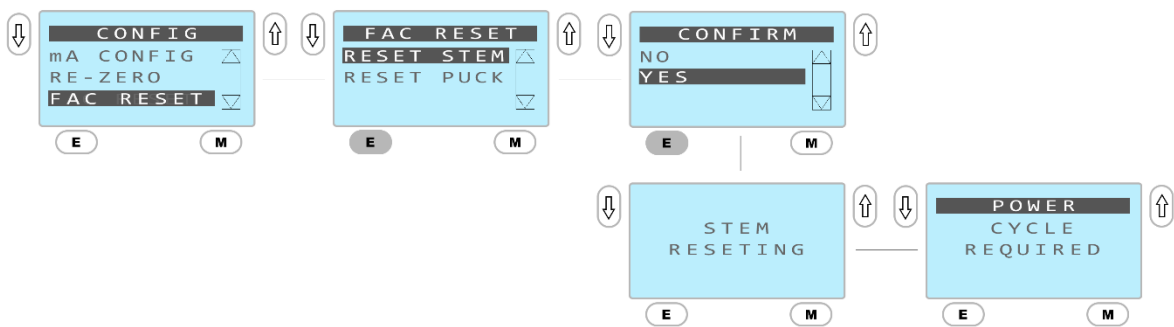 CONFIG
mA CONFIG
RE-ZERO
FAC RESET
E
M
FAC RESET
RESET STEM
RESET PUCK
E
M
CONFIRM
NO
YES
E
M
STEM
RESETING
E
M
POWER
CYCLE
REQUIRED
E
M